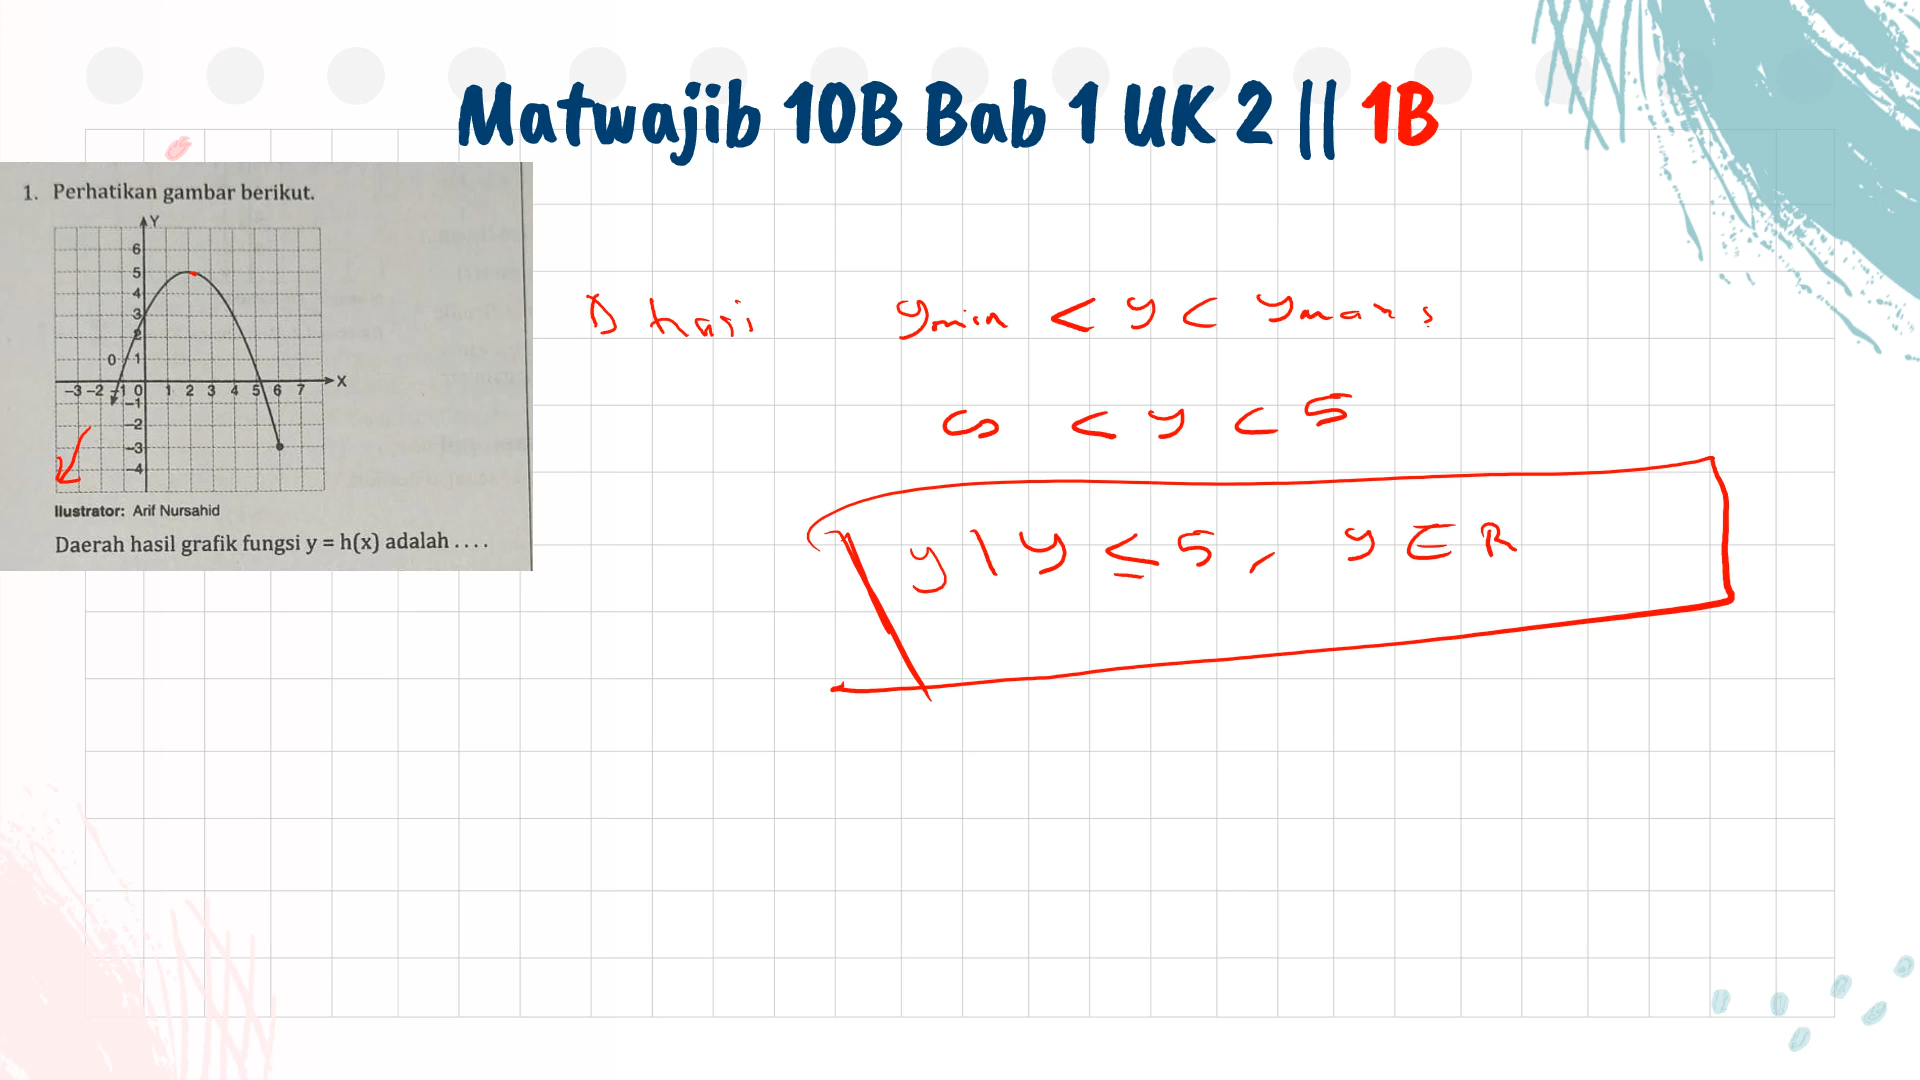 Matwajib 10B Bab 1 UK 2 || 1B
1. Perhatikan gambar berikut.
Y
6
5
4
3
2
0 1
X
-3 -2 -1 0 1 2 3 4 5 6 7
-1
-2
-3
-4
Ilustrator: Arif Nursahid
Daerah hasil grafik fungsi y = h(x) adalah . . . .
D hasi ymin < y < ymaks
∞ < y < 5
y | y ≤ 5, y ∈ R